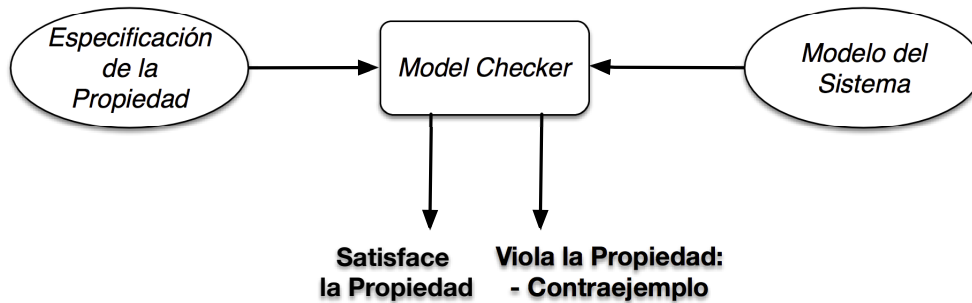 Especificación
de la
Propiedad
Model Checker
Modelo del
Sistema
Satisface
la Propiedad
Viola la Propiedad:
- Contraejemplo